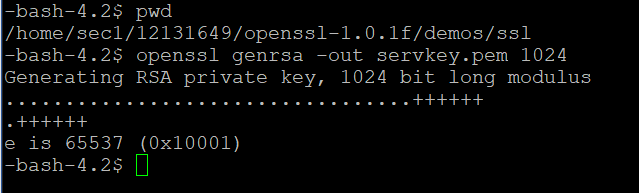 -bash-4.2$ pwd
/home/sec1/12131649/openssl-1.0.1f/demos/ssl
-bash-4.2$ openssl genrsa -out servkey.pem 1024
Generating RSA private key, 1024 bit long modulus
..................................++++++
.++++++
e is 65537 (0x10001)
-bash-4.2$